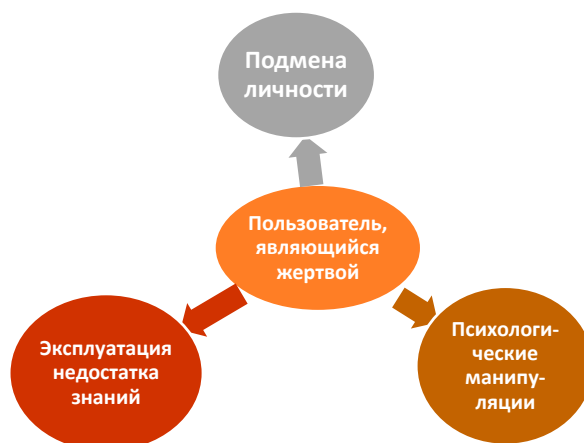 Подмена
личности
Пользователь,
являющийся
жертвой
Эксплуатация
недостатка
знаний
Психологи-
ческие
манипу-
ляции